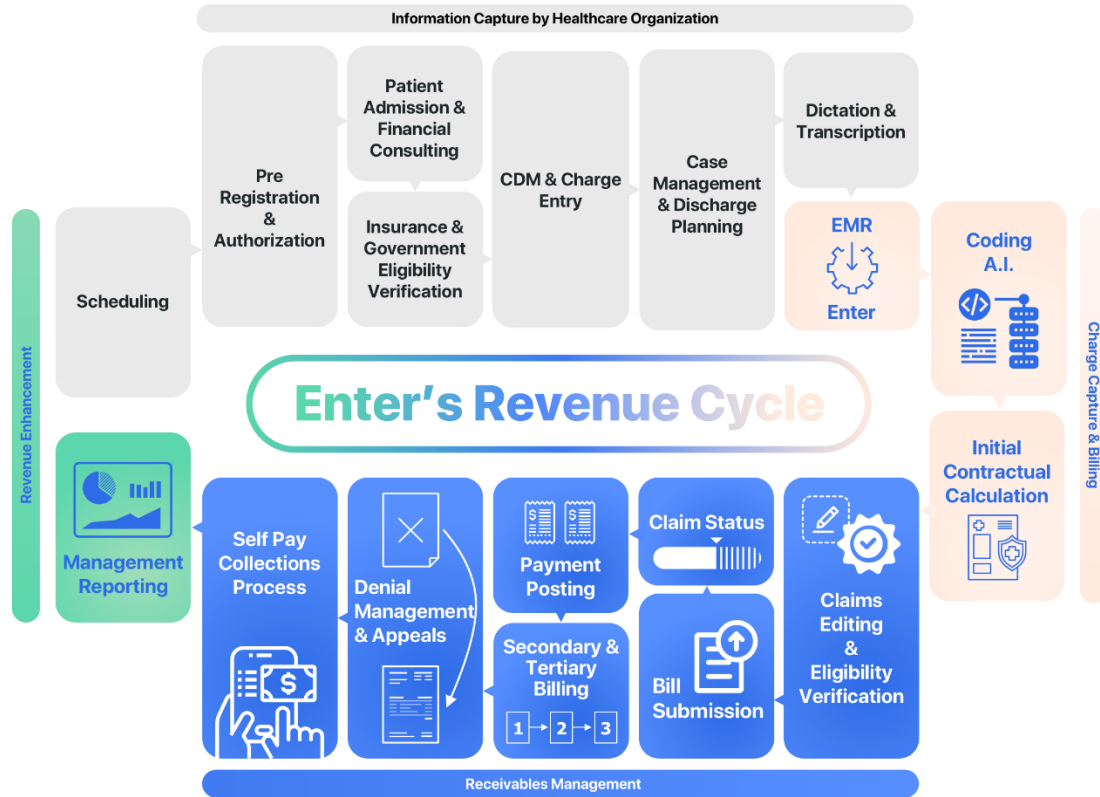 Information Capture by Healthcare Organization
Scheduling
Pre
Registration
&
Authorization
Patient
Admission &
Financial
Consulting
Insurance &
Government
Eligibility
Verification
CDM & Charge
Entry
Case
Management
& Discharge
Planning
Dictation &
Transcription
EMR
Enter
Coding
A.I.
</>
Charge Capture & Billing
Initial
Contractual
Calculation
Revenue Enhancement
Enter’s Revenue Cycle
Claims
Editing
&
Eligibility
Verification
Bill
Submission
Claim Status
$
$
Payment
Posting
Secondary &
Tertiary
Billing
1 2 3
Denial
Management
& Appeals
Self Pay
Collections
Process
$
Management
Reporting
Receivables Management